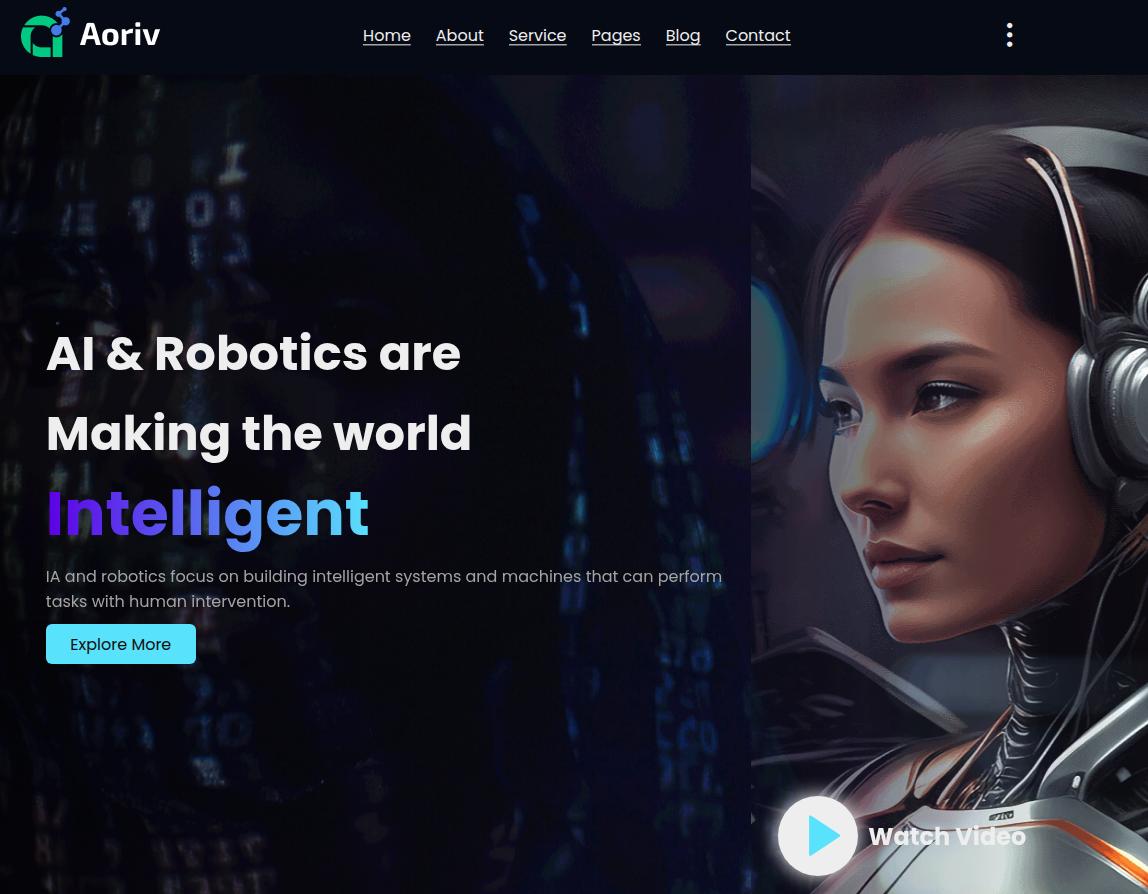 Aoriv
Home About Service Pages Blog Contact
AI & Robotics are
Making the world
Intelligent
IA and robotics focus on building intelligent systems and machines that can perform
tasks with human intervention.
Explore More
Watch Video